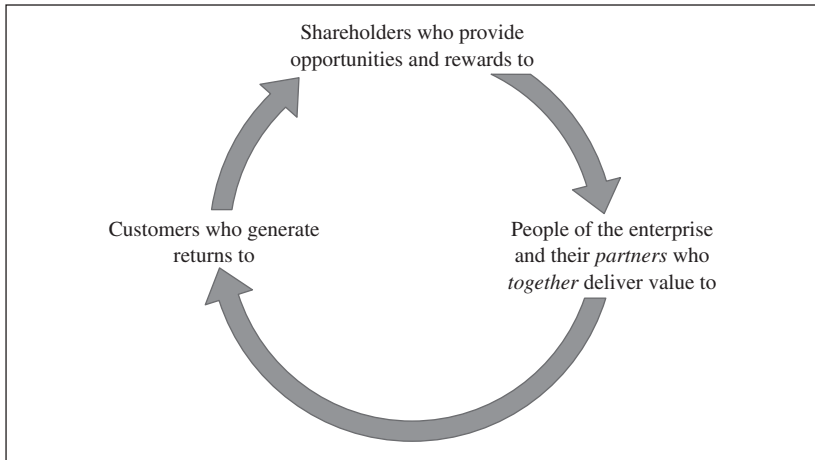 Shareholders who provide
opportunities and rewards to
People of the enterprise
and their partners who
together deliver value to
Customers who generate
returns to